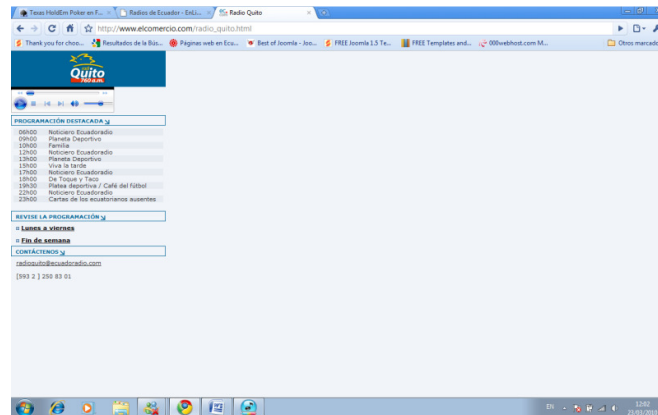 Texas HoldEm Poker en F...
Radios de Ecuador - EnLi...
Radio Quito
http://www.elcomercio.com/radio_quito.html
Thank you for choo...
Resultados de la Bús...
Páginas web en Ecu...
Best of Joomla - Joo...
FREE Joomla 1.5 Te...
FREE Templates and...
000webhost.com M...
Otros marcado
Quito
760 a.m.
PROGRAMACIÓN DESTACADA
06h00 Noticiero Ecuadoradio
09h00 Planeta Deportivo
10h00 Familia
12h00 Noticiero Ecuadoradio
13h00 Planeta Deportivo
15h00 Viva la tarde
17h00 Noticiero Ecuadoradio
18h00 De Toque y Taco
19h30 Platea deportiva / Café del fútbol
22h00 Noticiero Ecuadoradio
23h00 Cartas de los ecuatorianos ausentes
REVISE LA PROGRAMACIÓN
Lunes a viernes
Fin de semana
CONTÁCTENOS
radioquito@ecuadoradio.com
[593 2 ] 250 83 01
EN
12:02